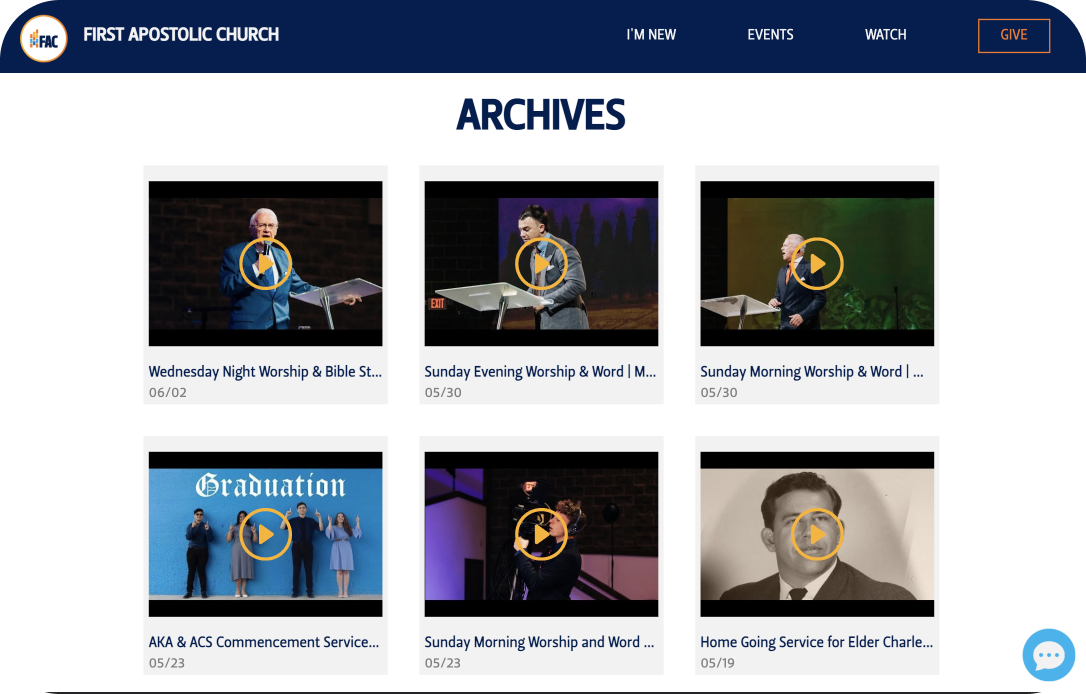 FAC
FIRST APOSTOLIC CHURCH
I'M NEW
EVENTS
WATCH
GIVE
ARCHIVES
EXIT
Wednesday Night Worship & Bible St...
06/02
Sunday Evening Worship & Word | M...
05/30
Sunday Morning Worship & Word | ...
05/30
Graduation
AKA & ACS Commencement Service...
05/23
Sunday Morning Worship and Word ...
05/23
Home Going Service for Elder Charle...
05/19